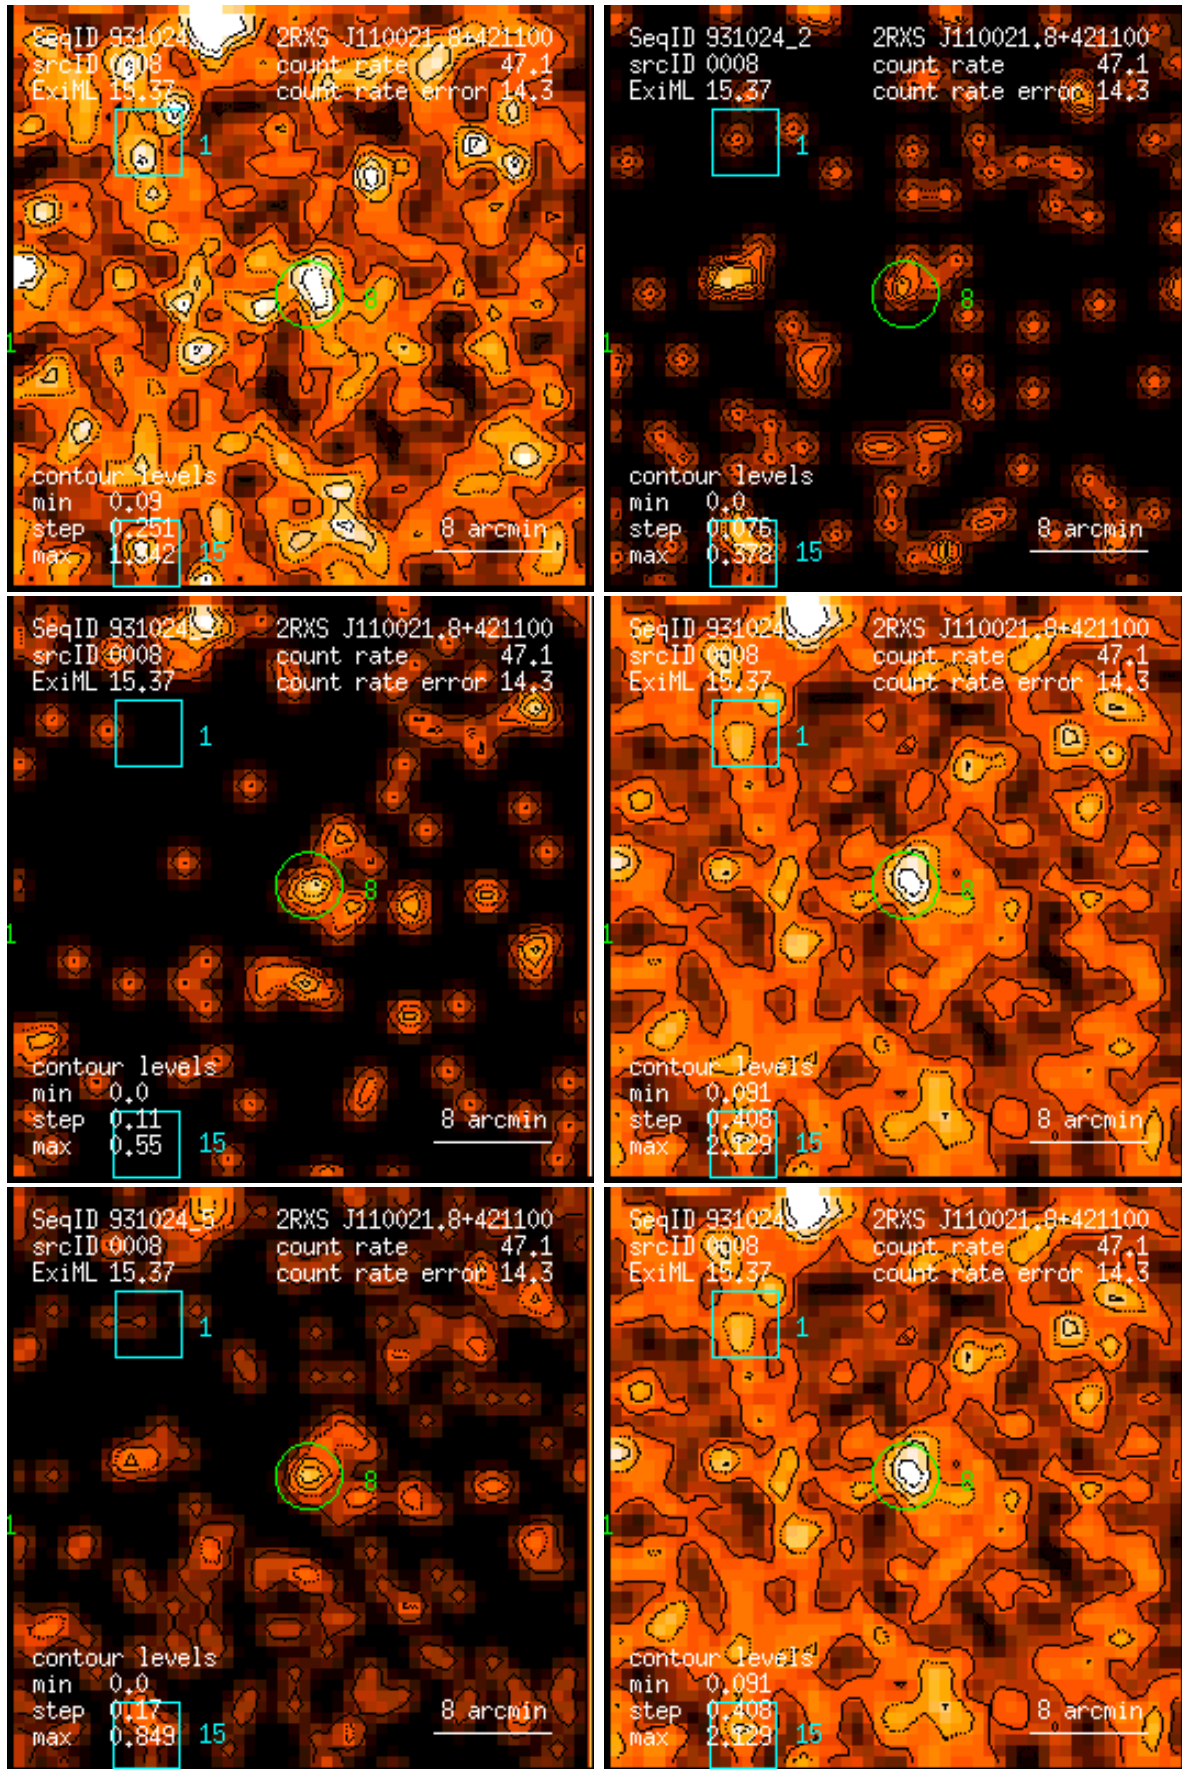 SeqID 931024_ 2RXS J110021.8+421100
srcID 0008 count rate 47.1
ExiML 15.37 count rate error 14.3
1
8
1
contour levels
min 0.09
step 0.251
max 1.342 15 8 arcmin
SeqID 931024_2 2RXS J110021.8+421100
srcID 0008 count rate 47.1
ExiML 15.37 count rate error 14.3
1
8
1
contour levels
min 0.0
step 0.076
max 0.378 15 8 arcmin
SeqID 931024_ 2RXS J110021.8+421100
srcID 0008 count rate 47.1
ExiML 15.37 count rate error 14.3
1
8
1
contour levels
min 0.0
step 0.11
max 0.55 15 8 arcmin
SeqID 931024 2RXS J110021.8+421100
srcID 0008 count rate 47.1
ExiML 15.37 count rate error 14.3
1
8
1
contour levels
min 0.091
step 0.408
max 2.129 15 8 arcmin
SeqID 931024_5 2RXS J110021.8+421100
srcID 0008 count rate 47.1
ExiML 15.37 count rate error 14.3
1
8
1
contour levels
min 0.0
step 0.17
max 0.849 15 8 arcmin
SeqID 931024 2RXS J110021.8+421100
srcID 0008 count rate 47.1
ExiML 15.37 count rate error 14.3
1
8
1
contour levels
min 0.091
step 0.408
max 2.129 15 8 arcmin